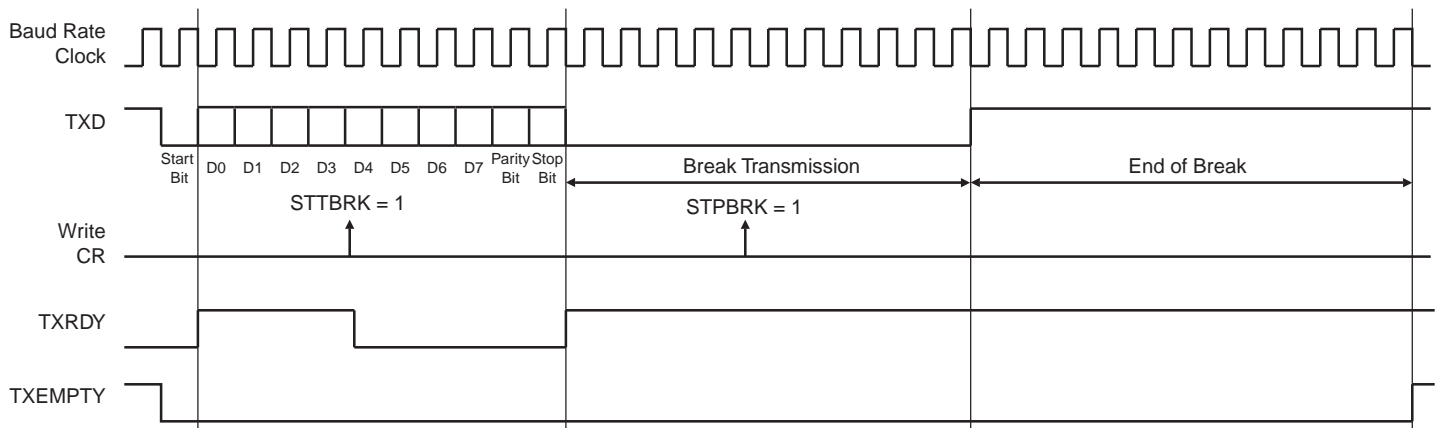 Baud Rate
Clock
TXD
Start
Bit
D0
D1
D2
D3
D4
D5
D6
D7
Parity
Bit
Stop
Bit
Break Transmission
End of Break
STTBRK = 1
STPBRK = 1
Write
CR
TXRDY
TXEMPTY